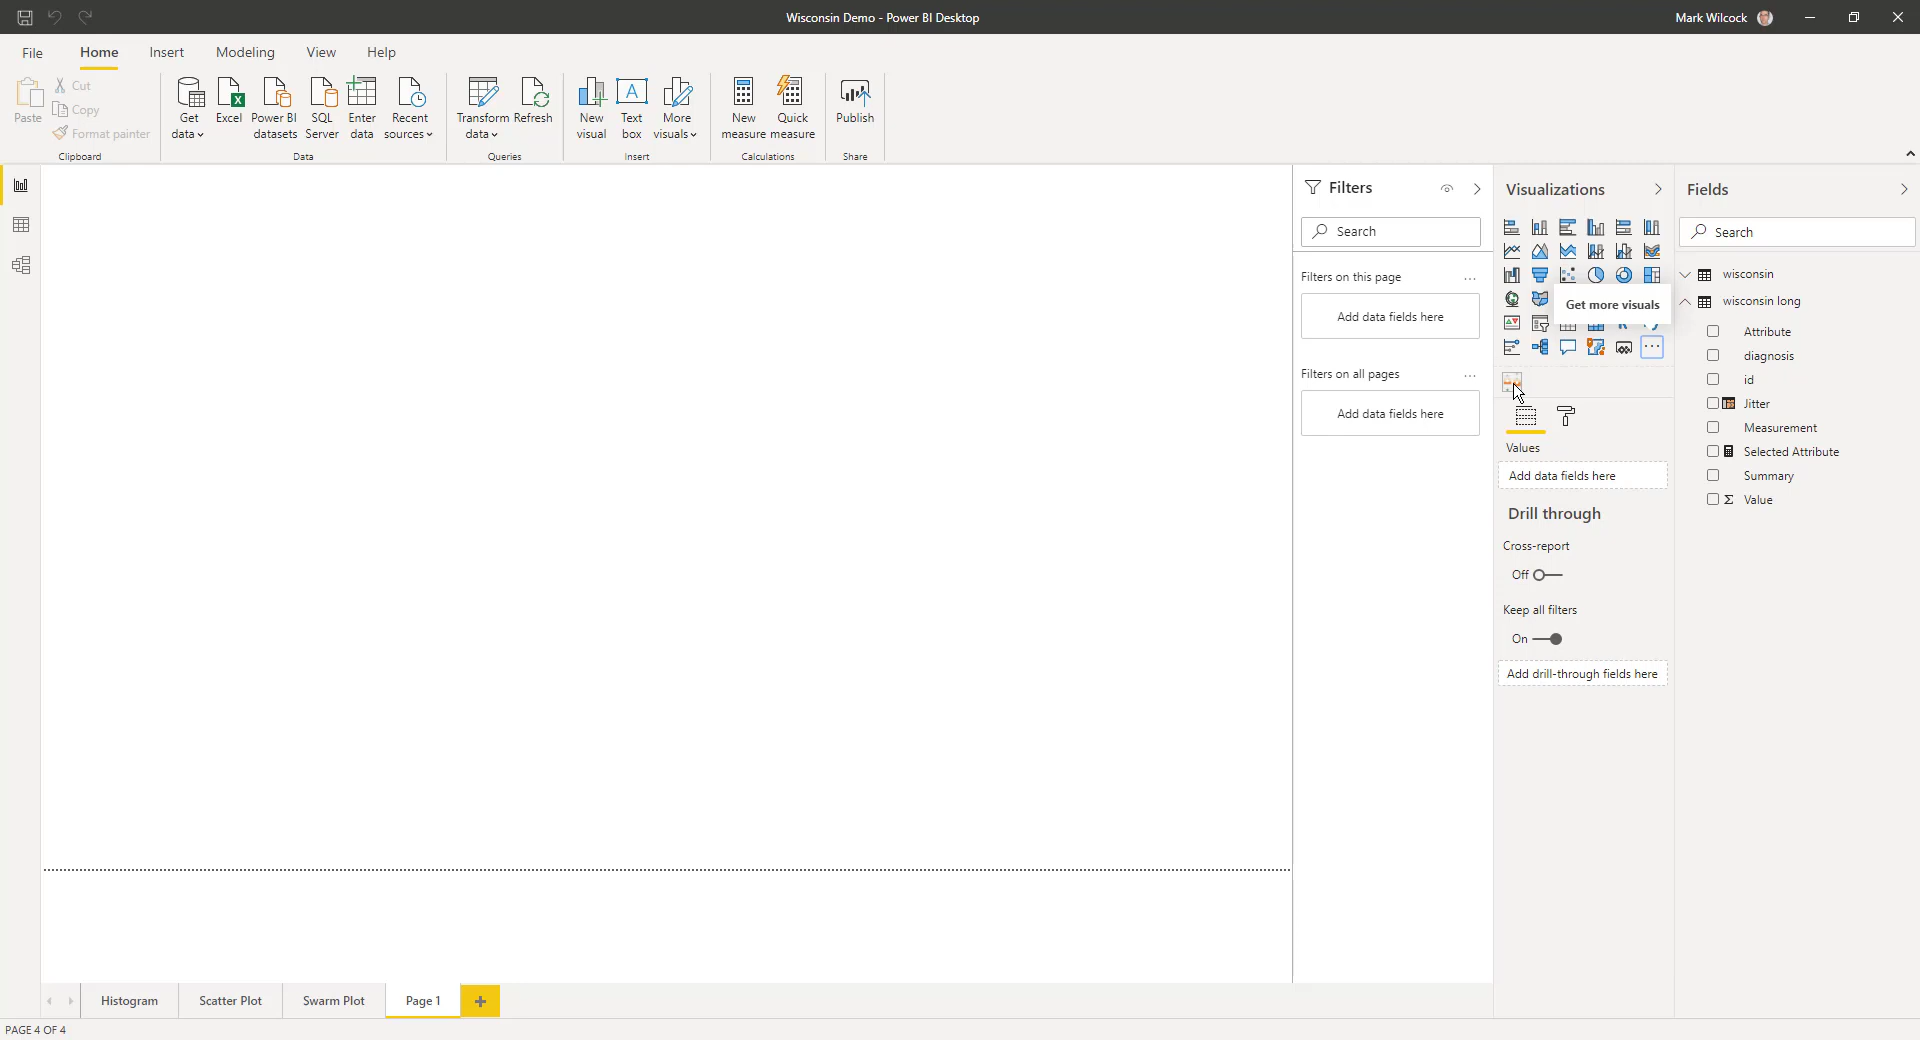 Wisconsin Demo - Power BI Desktop
Mark Wilcock
File Home Insert Modeling View Help
Paste
Cut
Copy
Format painter
Clipboard
Get data
Excel
Power BI datasets
SQL Server
Enter data
Recent sources
Data
Transform data
Refresh
Queries
New visual
Text box
More visuals
Insert
New measure
Quick measure
Calculations
Publish
Share
Filters
Search
Filters on this page
Add data fields here
Filters on all pages
Add data fields here
Visualizations
Get more visuals
Values
Add data fields here
Drill through
Cross-report
Off
Keep all filters
On
Add drill-through fields here
Fields
Search
wisconsin
wisconsin long
Attribute
diagnosis
id
Jitter
Measurement
Selected Attribute
Summary
Σ Value
Histogram
Scatter Plot
Swarm Plot
Page 1
PAGE 4 OF 4